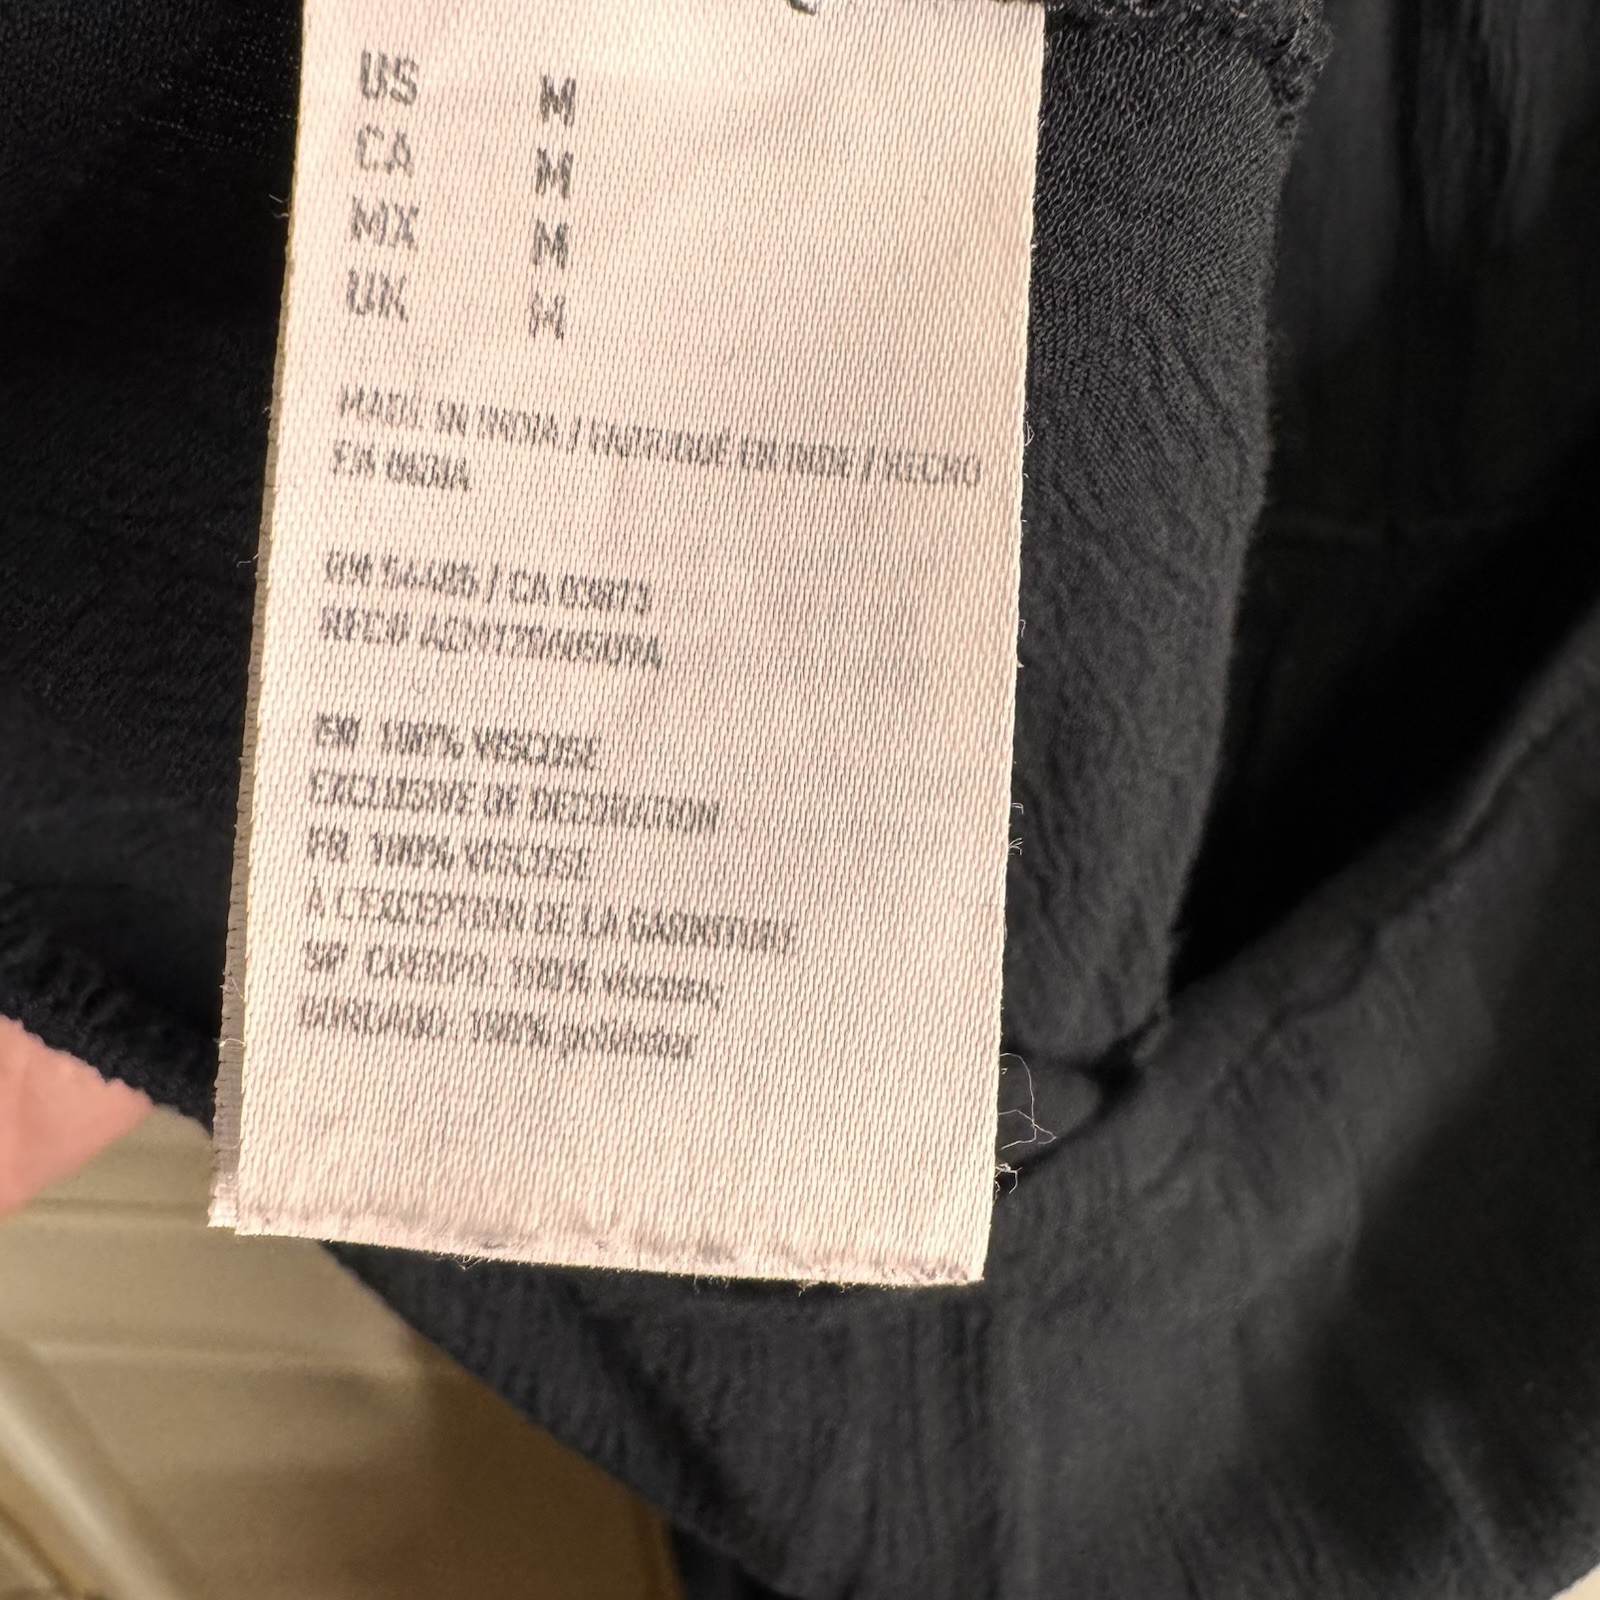 US M
CA M
MX M
UK M
MADE IN INDIA / FABRIQUÉ EN INDE / HECHO
EN INDIA
RN 54485 / CA 03873
100% VISCOSE
EXCLUSIVE OF DECORATION
FR 100% VISCOSE
À L'EXCEPTION DE LA GARNITURE
SP CUERPO: 100% viscosa;
BORDADO: 100% poliéster